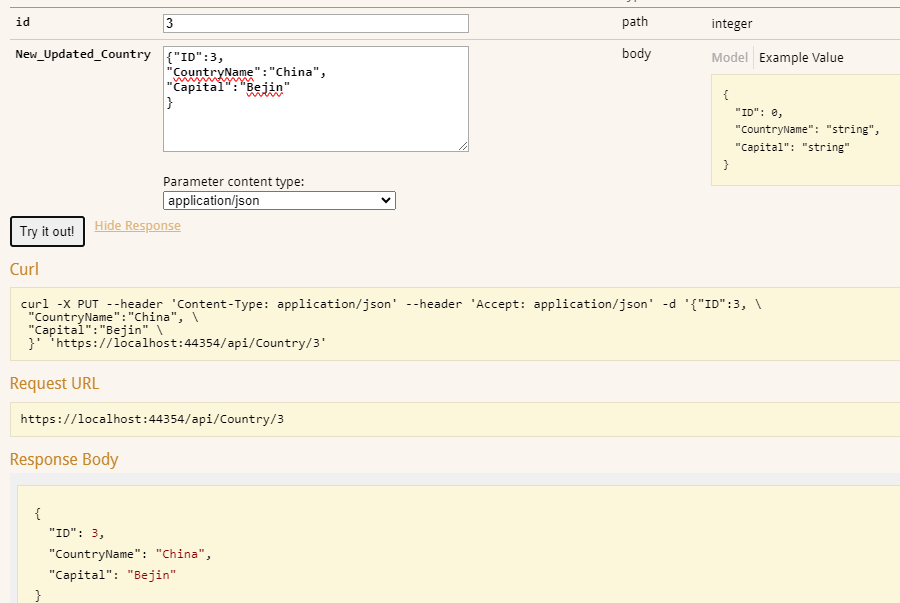 id 3 path integer
New_Updated_Country {"ID":3, body Model Example Value
"CountryName":"China",
"Capital":"Bejin"
}
{
"ID": 0,
"CountryName": "string",
"Capital": "string"
}
Parameter content type:
application/json
Try it out! Hide Response
Curl
curl -X PUT --header 'Content-Type: application/json' --header 'Accept: application/json' -d '{"ID":3, \
"CountryName":"China", \
"Capital":"Bejin" \
}' 'https://localhost:44354/api/Country/3'
Request URL
https://localhost:44354/api/Country/3
Response Body
{
"ID": 3,
"CountryName": "China",
"Capital": "Bejin"
}